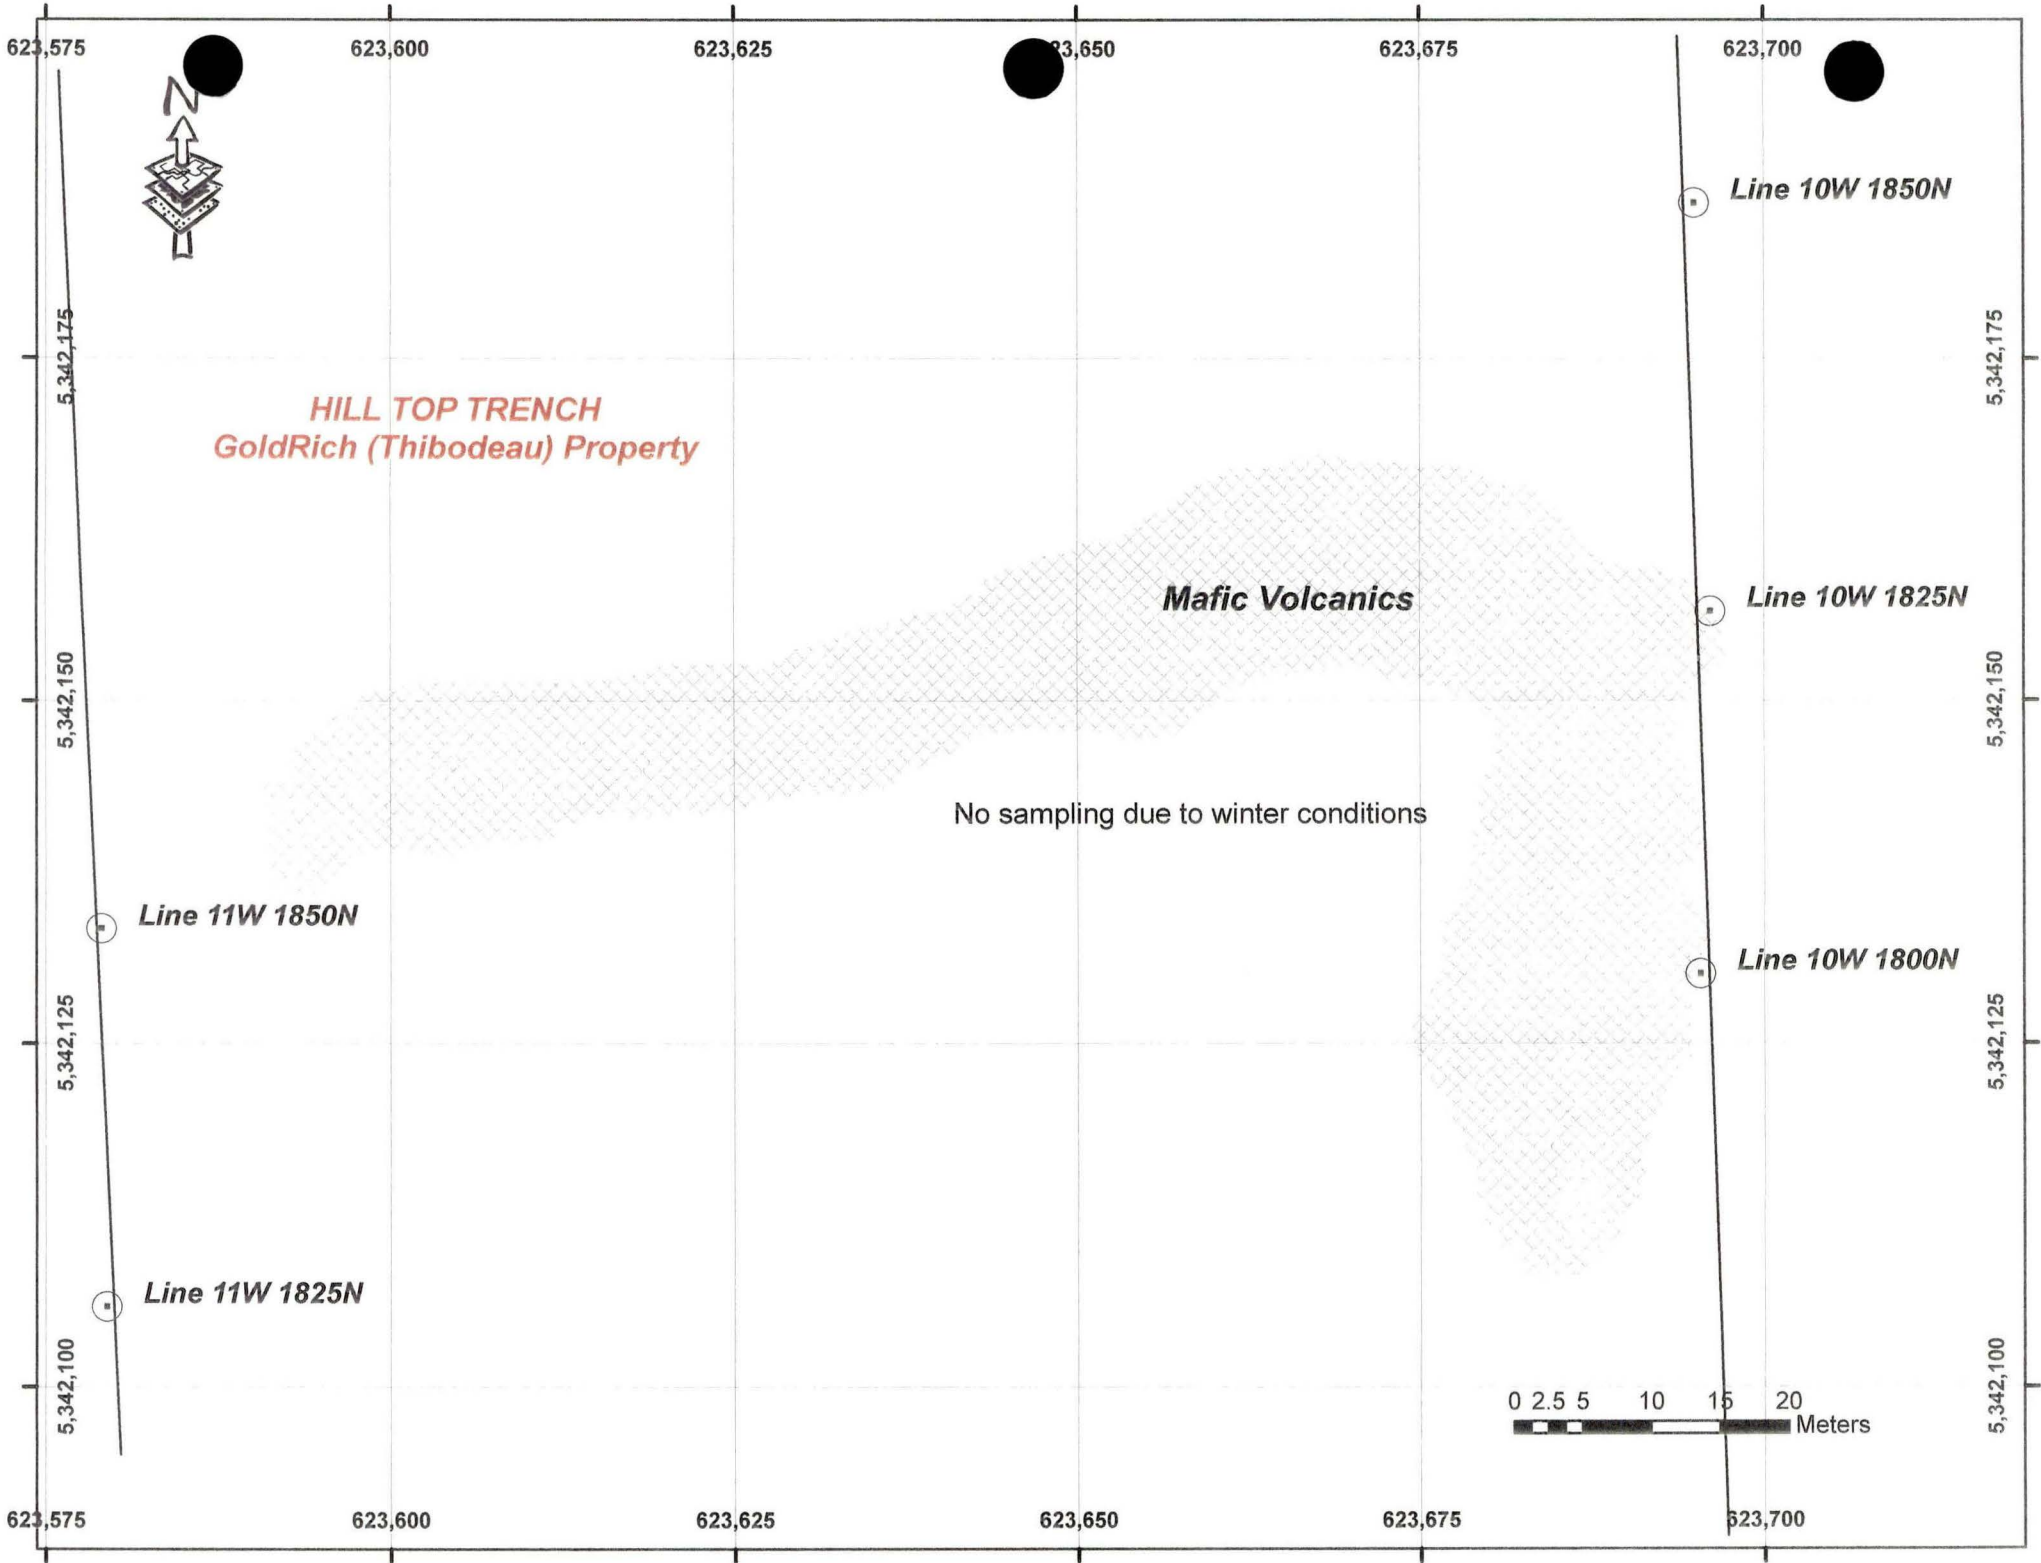 623,575 623,600 623,625 23,650 623,675 623,700
N
Line 10W 1850N
5,342,175 5,342,175
HILL TOP TRENCH
GoldRich (Thibodeau) Property
Mafic Volcanics
Line 10W 1825N
5,342,150 5,342,150
No sampling due to winter conditions
Line 11W 1850N
Line 10W 1800N
5,342,125 5,342,125
Line 11W 1825N
5,342,100 5,342,100
0 2.5 5 10 15 20
Meters
623,575 623,600 623,625 623,650 623,675 623,700